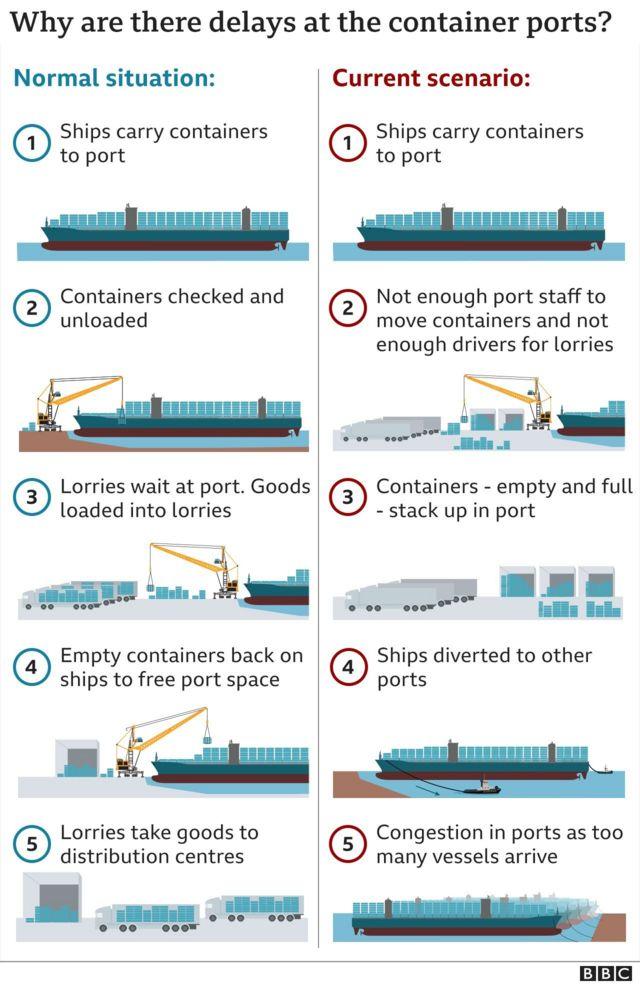 Why are there delays at the container ports?
Normal situation:
1
Ships carry containers
to port
2
Containers checked and
unloaded
3
Lorries wait at port. Goods
loaded into lorries
4
Empty containers back on
ships to free port space
5
Lorries take goods to
distribution centres
Current scenario:
1
Ships carry containers
to port
2
Not enough port staff to
move containers and not
enough drivers for lorries
3
Containers - empty and full
- stack up in port
4
Ships diverted to other
ports
5
Congestion in ports as too
many vessels arrive
BBC